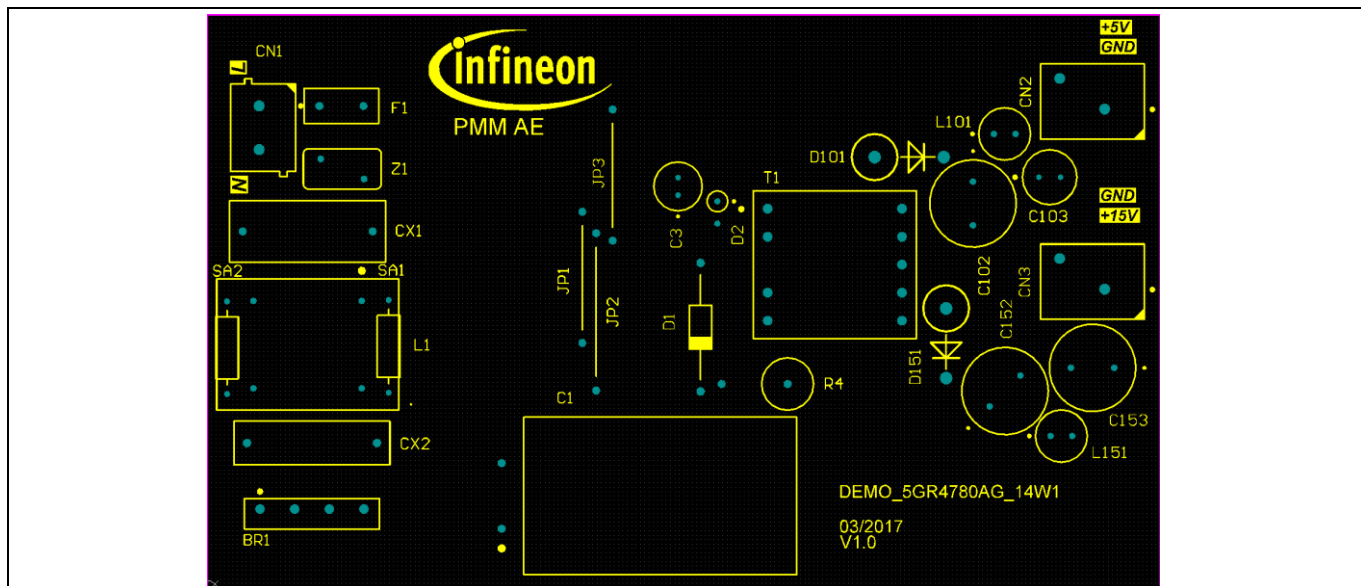 +5V
GND
CN1
L
infineon
PMM AE
CN2
F1
L101
D101
JP3
Z1
T1
N
GND
+15V
C103
CX1
C3
D2
C102
SA2
SA1
CN3
JP1
JP2
D1
C152
L1
D151
R4
C1
C153
CX2
L151
DEMO_5GR4780AG_14W1
03/2017
V1.0
BR1